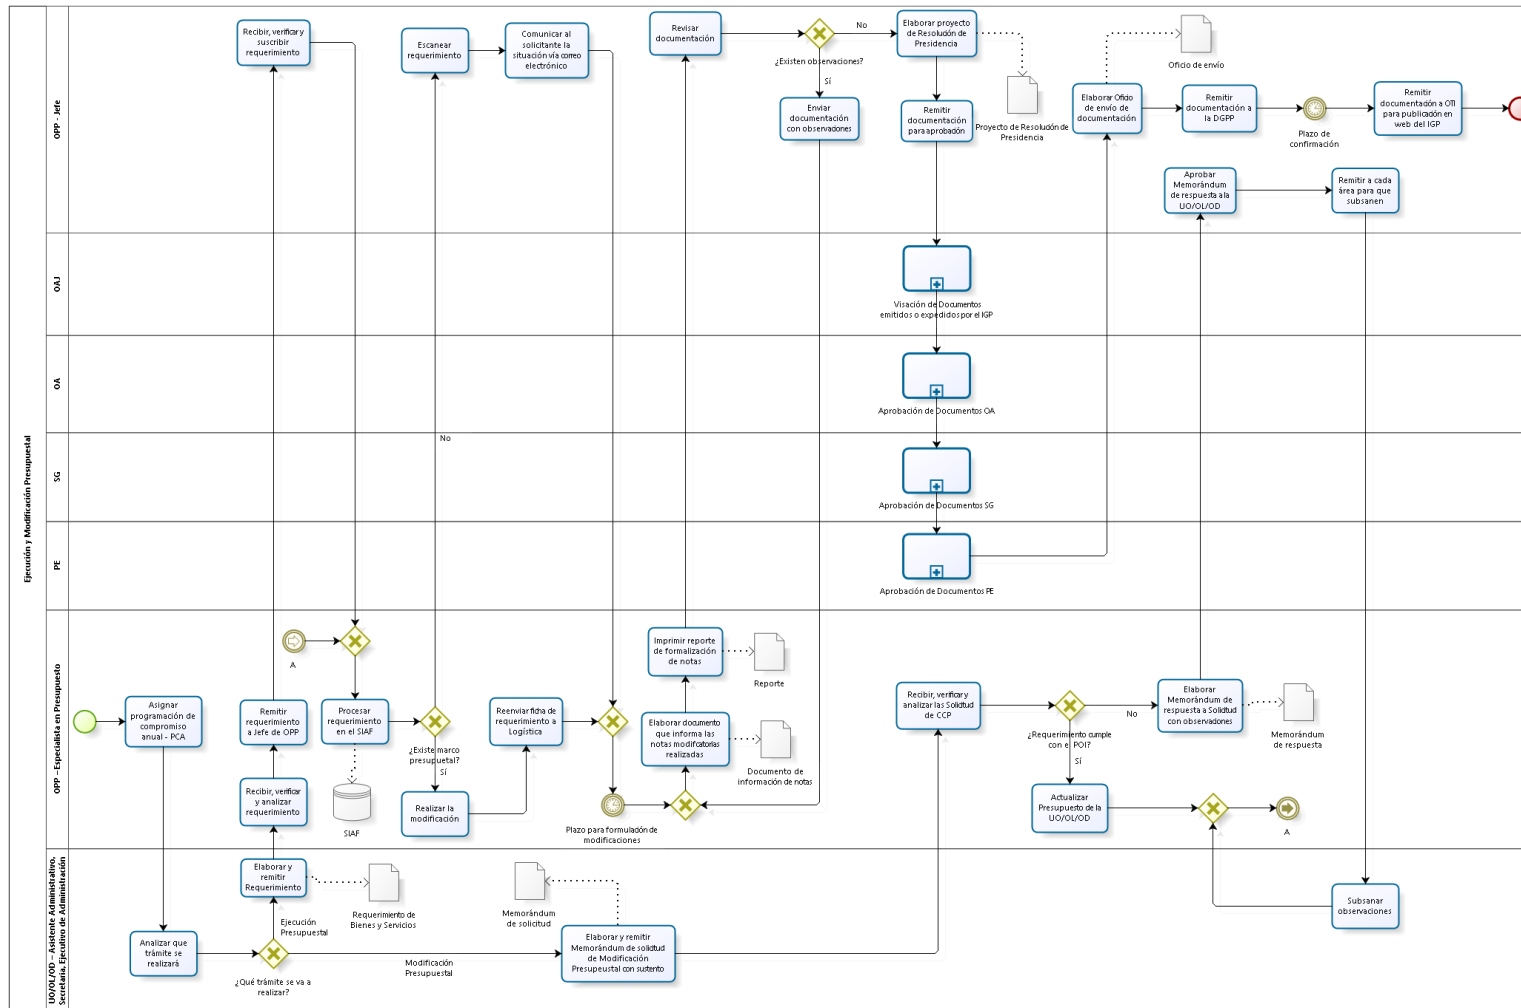 Ejecución y Modificación Presupuestal
OPP - Jefe
Recibir, verificar y
suscribir
requerimiento
Escanear
requerimiento
Comunicar al
solicitante la
situación vía correo
electrónico
Revisar
documentación
¿Existen observaciones?
No
Sí
Elaborar proyecto
de Resolución de
Presidencia
Proyecto de Resolución de
Presidencia
Enviar
documentación
con observaciones
Remitir
documentación
para aprobación
Oficio de envío
Elaborar Oficio
de envío de
documentación
Remitir
documentación a
la DGPP
Plazo de
confirmación
Remitir
documentación a OTI
para publicación en
web del IGP
Aprobar
Memorándum
de respuesta a la
UO/OL/OD
Remitir a cada
área para que
subsanen
OAJ
Visación de Documentos
emitidos o expedidos por el IGP
OA
Aprobación de Documentos OA
No
SG
Aprobación de Documentos SG
PE
Aprobación de Documentos PE
OPP – Especialista en Presupuesto
A
Asignar
programación de
compromiso
anual - PCA
Remitir
requerimiento
a Jefe de OPP
Recibir, verificar
y analizar
requerimiento
Procesar
requerimiento
en el SIAF
SIAF
¿Existe marco
presupuetal?
Sí
Realizar la
modificación
Reenviar ficha de
requerimiento a
Logística
Plazo para formulación de
modificaciones
Imprimir reporte
de formalización
de notas
Reporte
Elaborar documento
que informa las
notas modificatorias
realizadas
Documento de
información de notas
Recibir, verificar y
analizar las Solicitud
de CCP
¿Requerimiento cumple
con el POI?
No
Sí
Elaborar
Memorándum de
respuesta a Solicitud
con observaciones
Memorándum
de respuesta
Actualizar
Presupuesto de la
UO/OL/OD
A
UO/OL/OD – Asistente Administrativo,
Secretaria, Ejecutivo de Administración
Elaborar y
remitir
Requerimiento
Requerimiento de
Bienes y Servicios
Ejecución
Presupuestal
Analizar que
trámite se
realizará
¿Qué trámite se va a
realizar?
Modificación
Presupuestal
Memorándum
de solicitud
Elaborar y remitir
Memorándum de solicitud
de Modificación
Presupeustal con sustento
Subsanar
observaciones